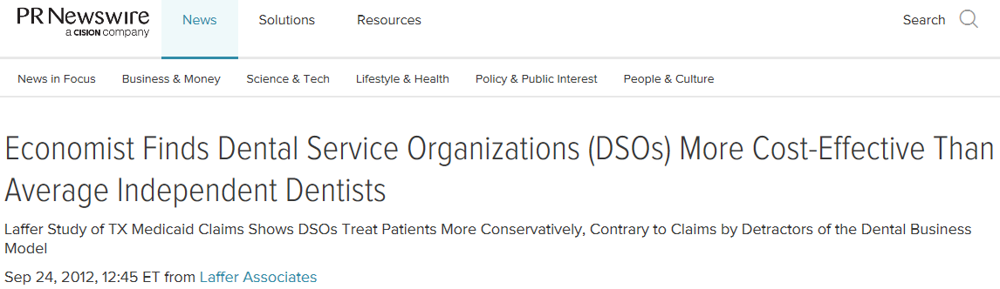 PR Newswire
a CISION company
News
Solutions
Resources
Search
News in Focus
Business & Money
Science & Tech
Lifestyle & Health
Policy & Public Interest
People & Culture
Economist Finds Dental Service Organizations (DSOs) More Cost-Effective Than
Average Independent Dentists
Laffer Study of TX Medicaid Claims Shows DSOs Treat Patients More Conservatively, Contrary to Claims by Detractors of the Dental Business
Model
Sep 24, 2012, 12:45 ET from Laffer Associates